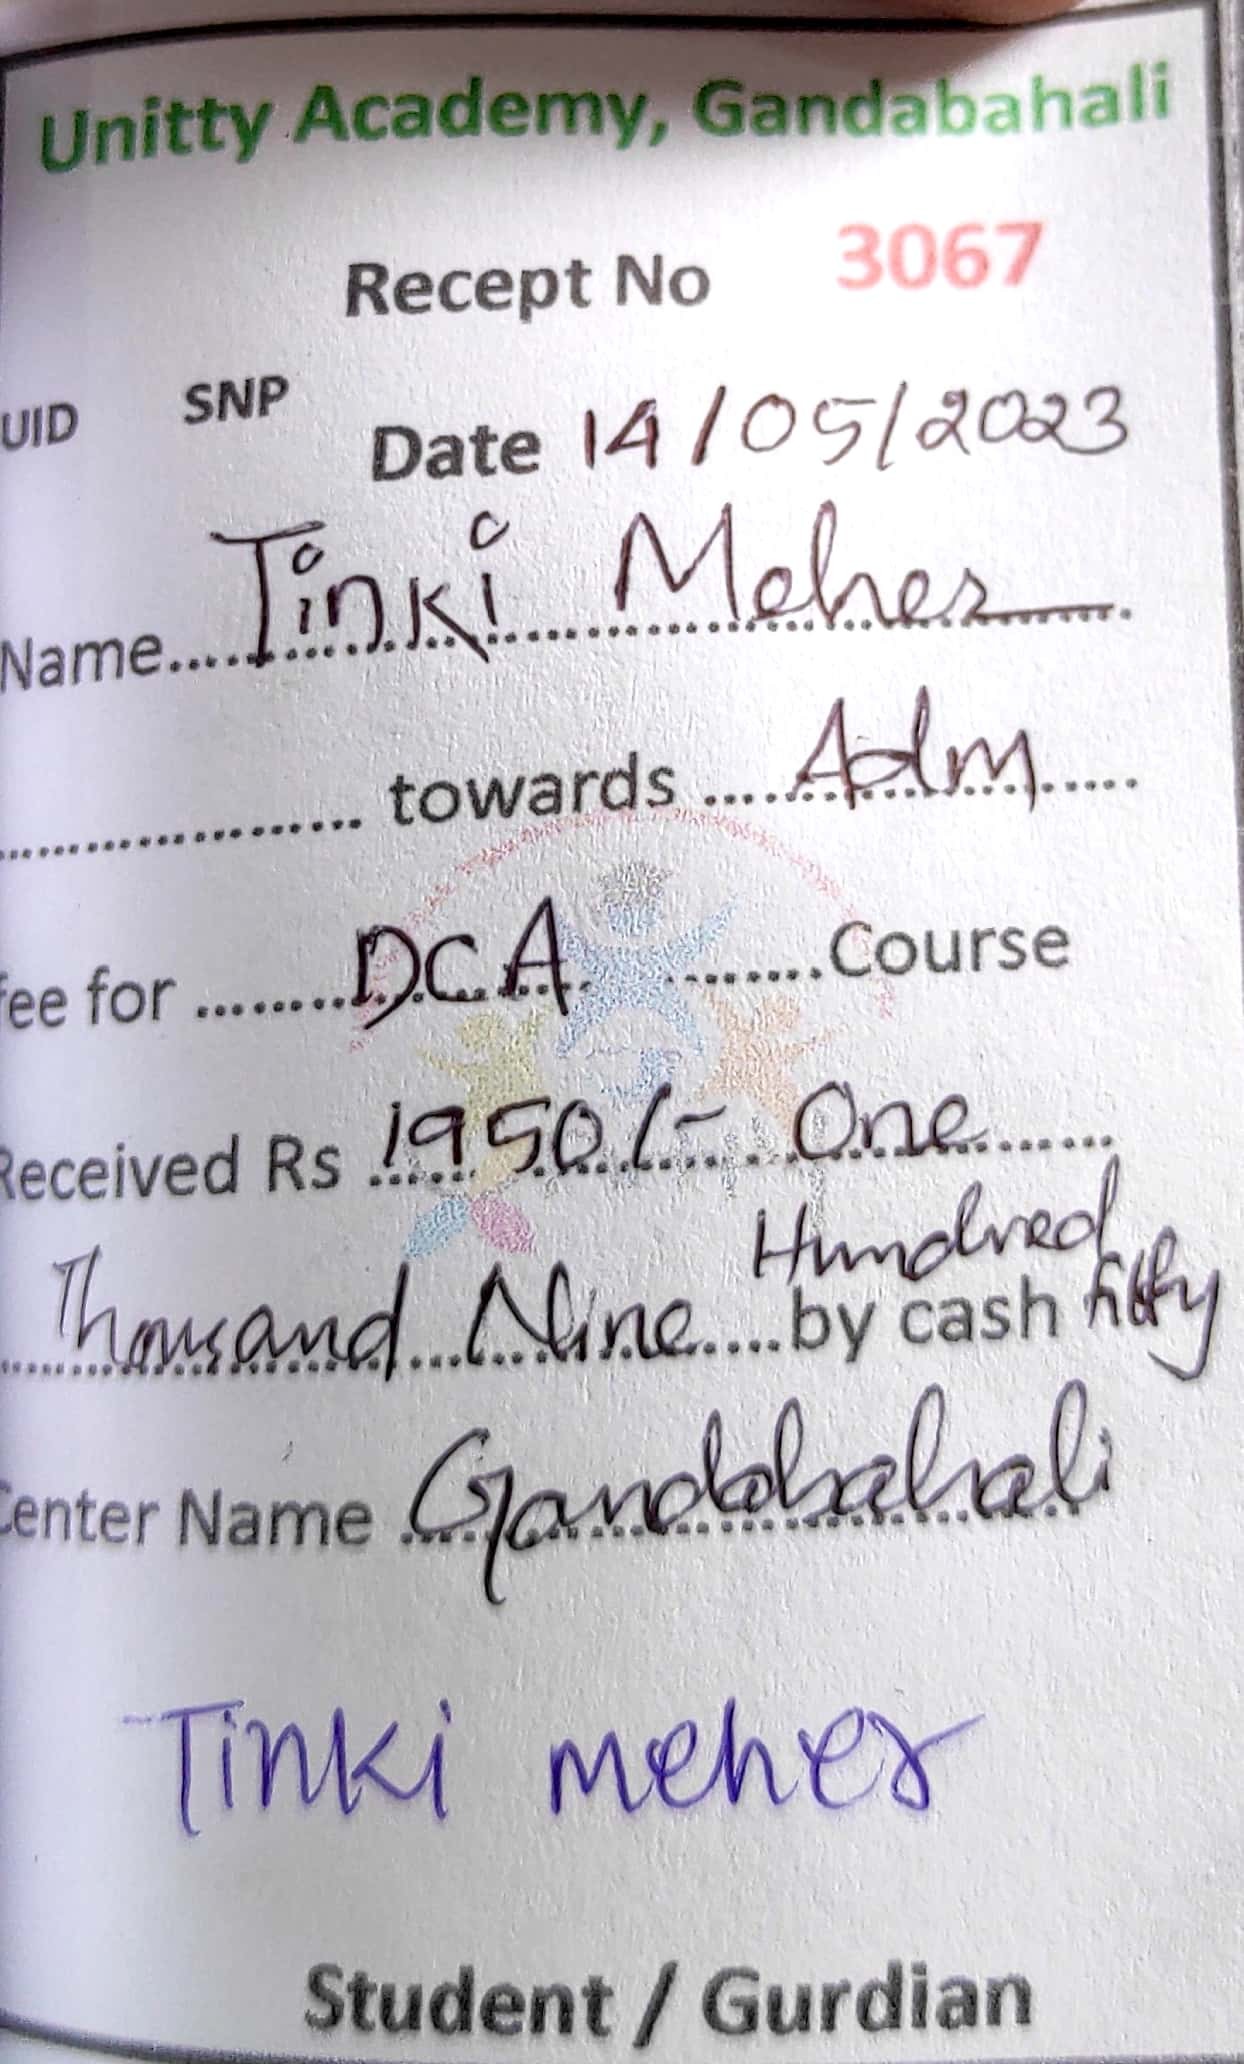 Unitty Academy, Gandabahali
Recept No 3067
UID SNP
Date 14/05/2023
Name..... Tinki Meher
.................... towards .... Adm .....
fee for ........ DCA ........ Course
Received Rs 1950/- One .......
Hundred
Thousand Nine .... by cash fifty
Center Name Gandabahali
Tinki meher
Student / Gurdian